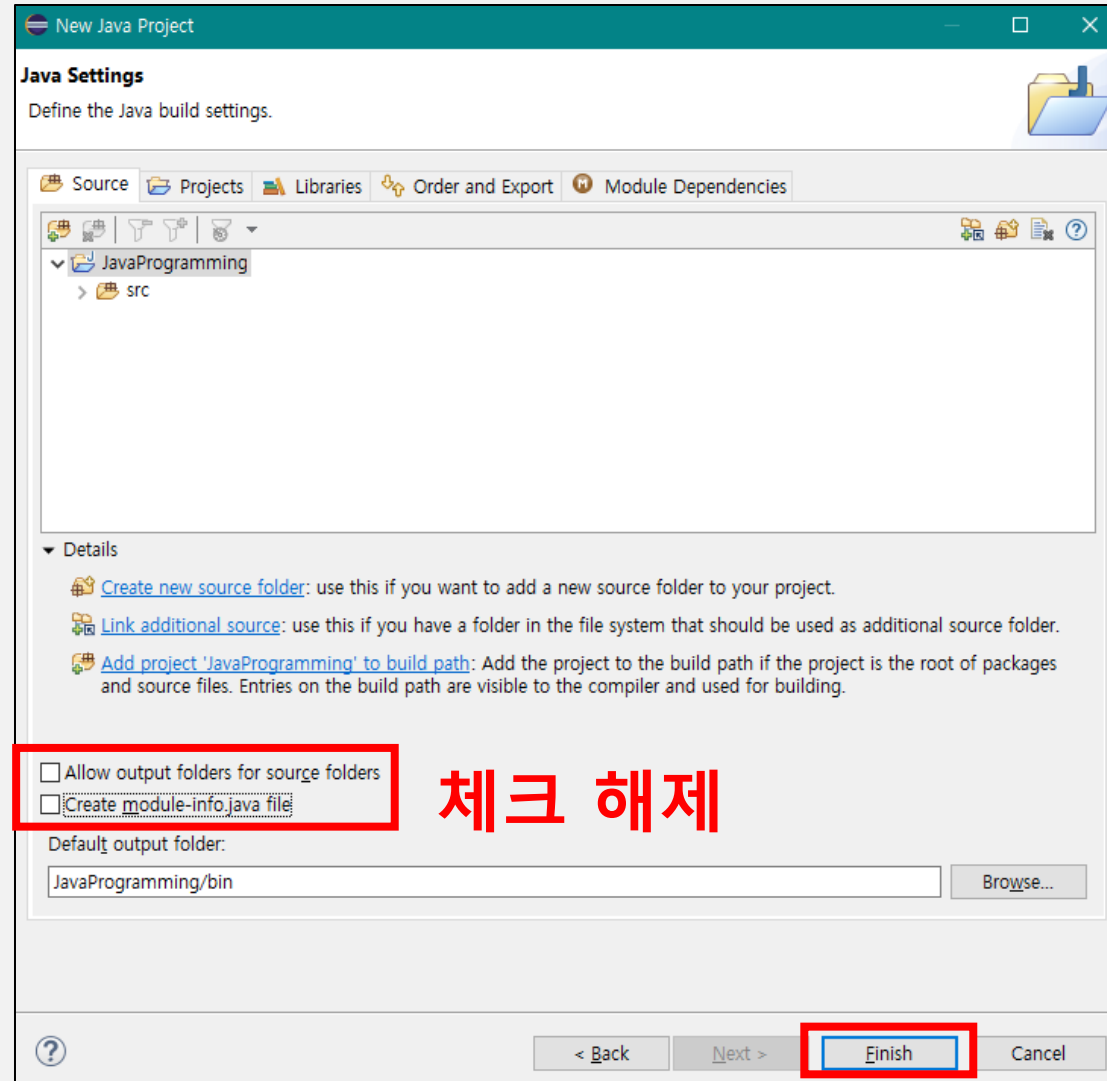 New Java Project
Java Settings
Define the Java build settings.
Source Projects Libraries Order and Export Module Dependencies
JavaProgramming
src
Details
Create new source folder: use this if you want to add a new source folder to your project.
Link additional source: use this if you have a folder in the file system that should be used as additional source folder.
Add project 'JavaProgramming' to build path: Add the project to the build path if the project is the root of packages
and source files. Entries on the build path are visible to the compiler and used for building.
Allow output folders for source folders
Create module-info.java file
체크 해제
Default output folder:
JavaProgramming/bin Browse...
< Back Next > Finish Cancel